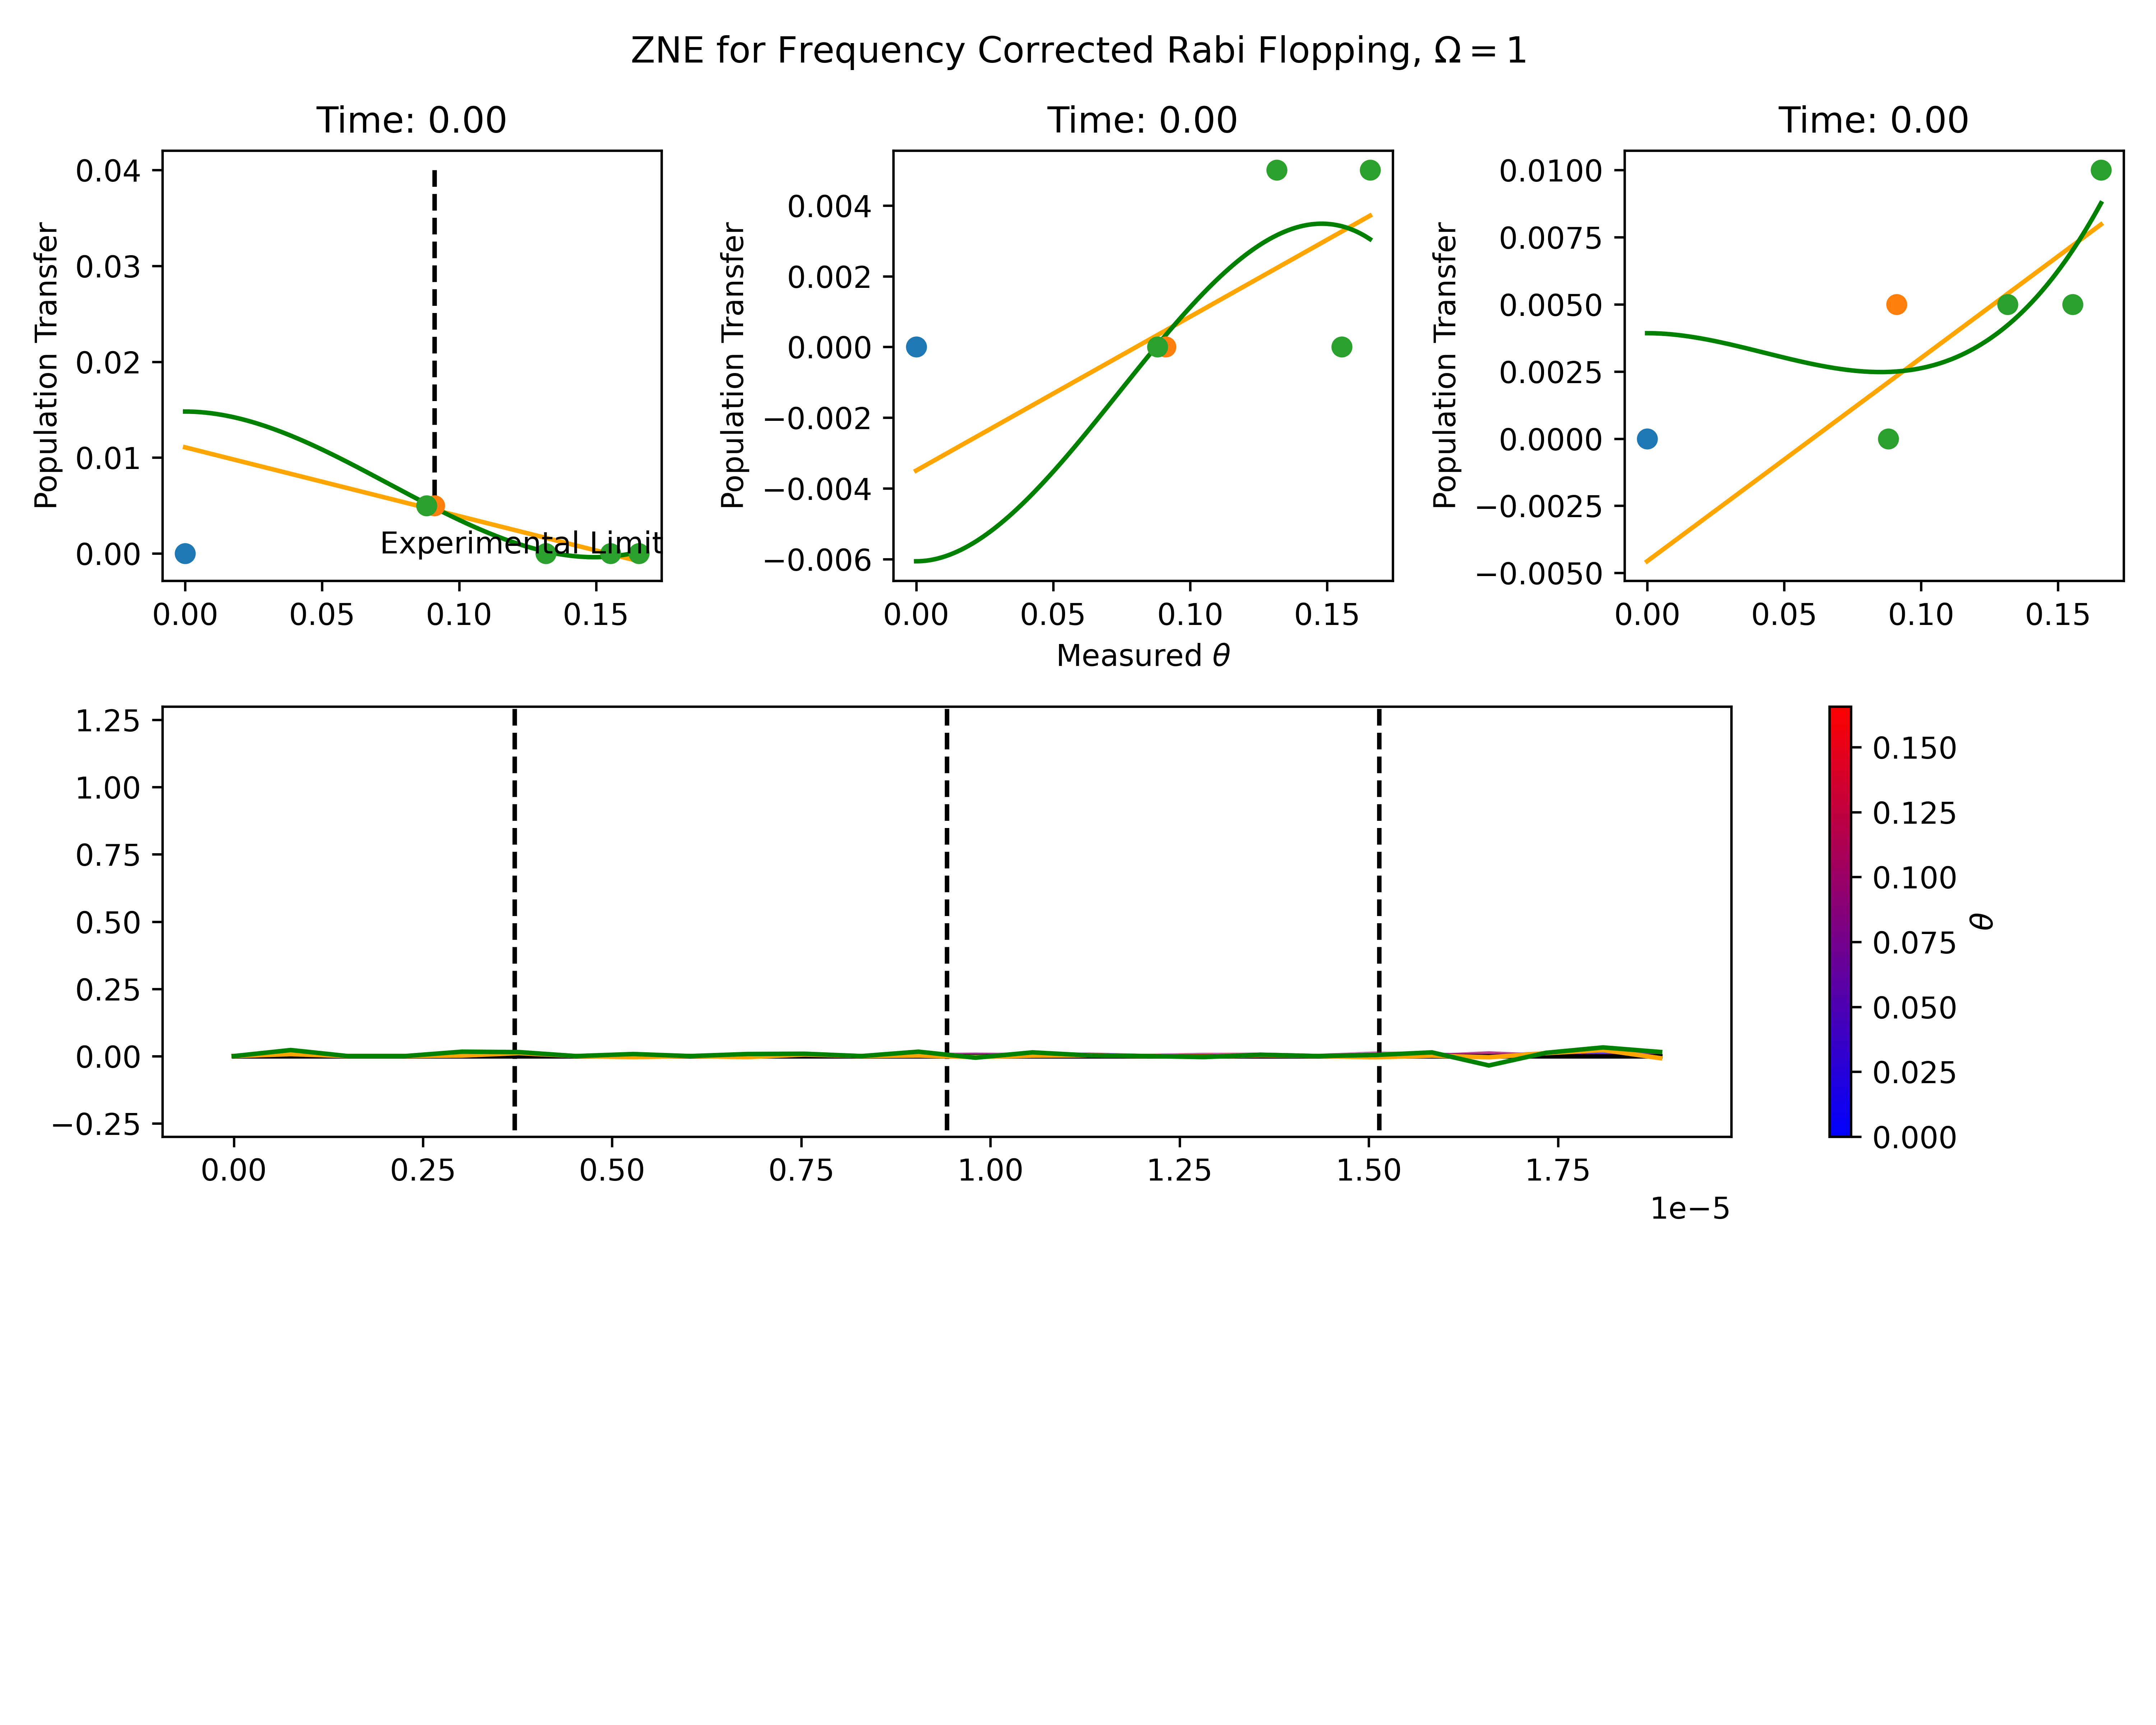 ZNE for Frequency Corrected Rabi Flopping, Ω = 1
Time: 0.00
Time: 0.00
Time: 0.00
Population Transfer
0.04
0.03
0.02
0.01
0.00
Experimental Limit
0.00 0.05 0.10 0.15
Population Transfer
0.004
0.002
0.000
−0.002
−0.004
−0.006
0.00 0.05 0.10 0.15
Measured θ
Population Transfer
0.0100
0.0075
0.0050
0.0025
0.0000
−0.0025
−0.0050
0.00 0.05 0.10 0.15
1.25
1.00
0.75
0.50
0.25
0.00
−0.25
0.00 0.25 0.50 0.75 1.00 1.25 1.50 1.75
1e−5
0.150
0.125
0.100
0.075
0.050
0.025
0.000
θ